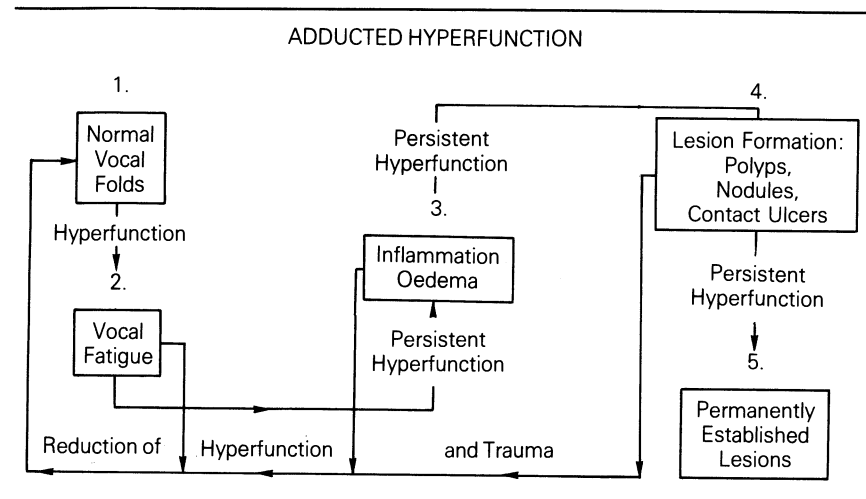 ADDUCTED HYPERFUNCTION
1.
Normal
Vocal
Folds
Hyperfunction
2.
Vocal
Fatigue
Persistent
Hyperfunction
3.
Inflammation
Oedema
Persistent
Hyperfunction
4.
Lesion Formation:
Polyps,
Nodules,
Contact Ulcers
Persistent
Hyperfunction
5.
Permanently
Established
Lesions
Reduction of Hyperfunction and Trauma